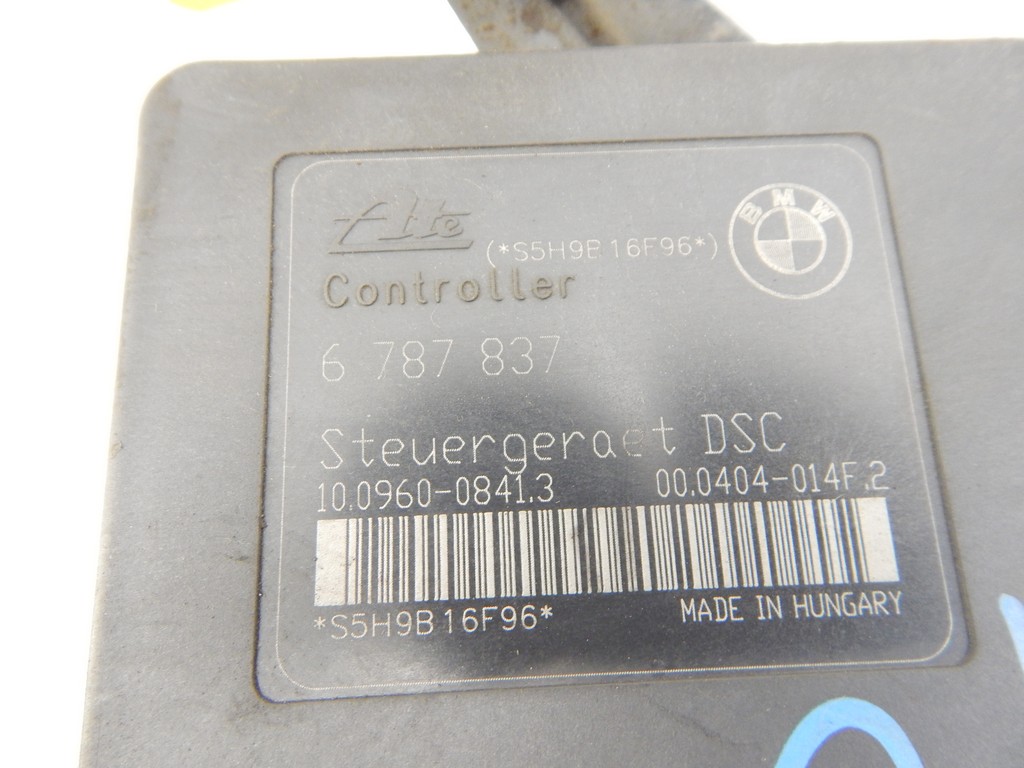 Ate
(*S5H9B16F96*)
BMW
Controller
6 787 837
Steuergeraet DSC
10.0960-0841.3 00.0404-014F.2
*S5H9B16F96*
MADE IN HUNGARY